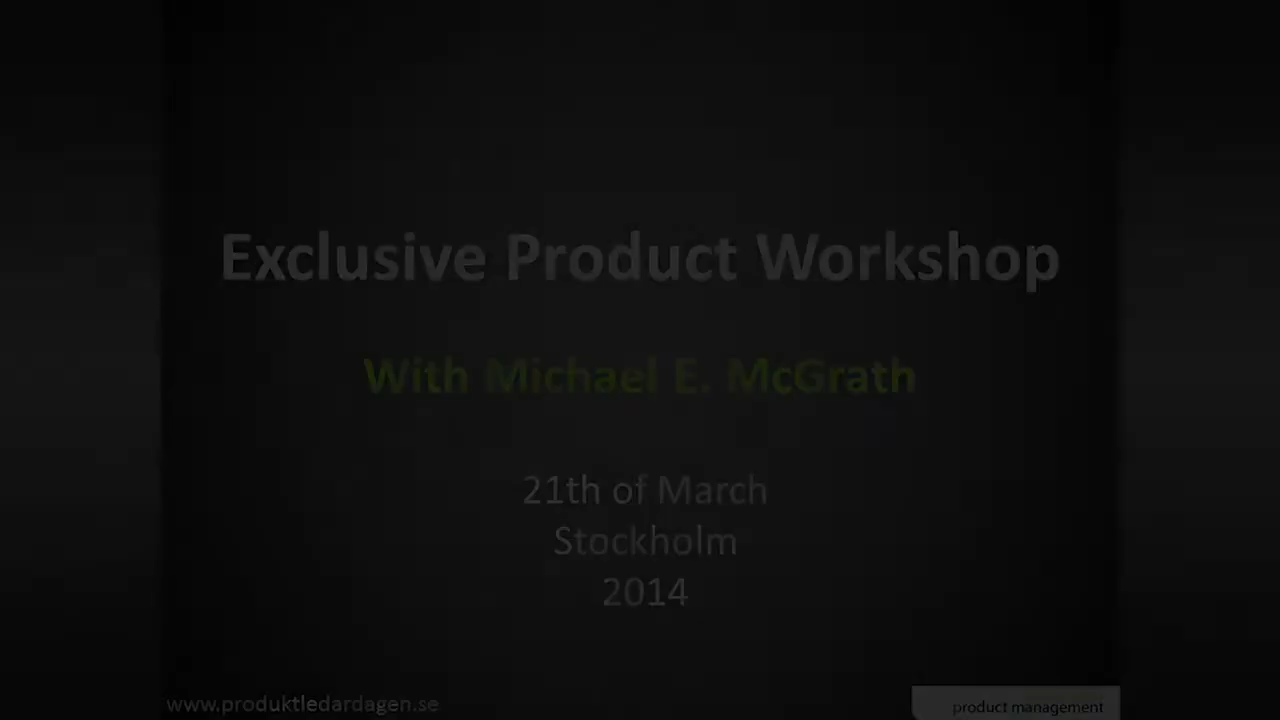 Exclusive Product Workshop
With Michael E. McGrath
21th of March
Stockholm
2014
www.produktledardagen.se
product management